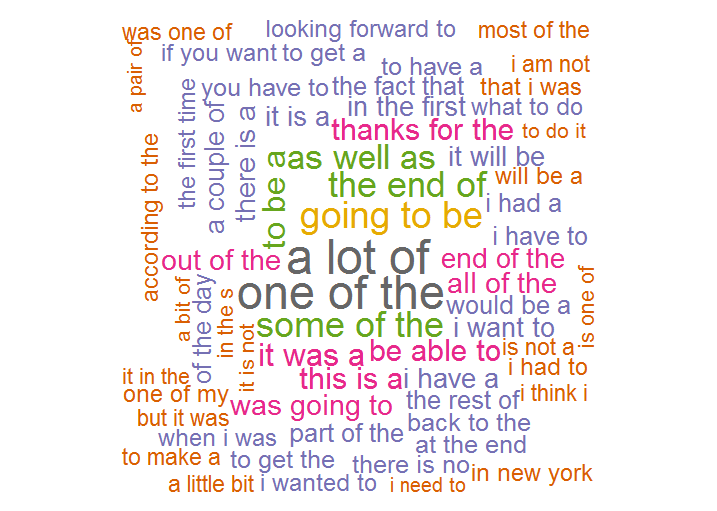 was one of
looking forward to
most of the
a pair of
if you want
to get a
to have a
i am not
you have to
the fact that
that i was
the first time
a couple of
there is a
it is a
in the first
what to do
thanks for the
to do it
according to the
to be a
as well as
it will be
the end of
will be a
going to be
i had a
i have to
out of the
a lot of
end of the
all of the
a bit of
of the day
in the s
one of the
would be a
is one of
it is not
some of the
i want to
it was a
be able to
is not a
i had to
it in the
this is a
i have a
i think i
one of my
was going to
the rest of
but it was
back to the
when i was
part of the
at the end
to make a
to get the
there is no
in new york
a little bit
i wanted to
i need to